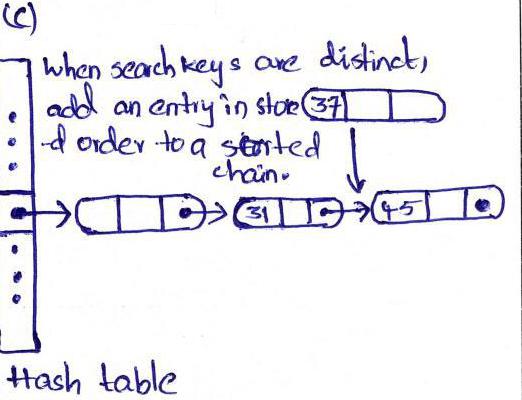 (C)
When search keys are distinct,
add an entry in store 37
-d order to a sorted
chain.
31 45
Hash table